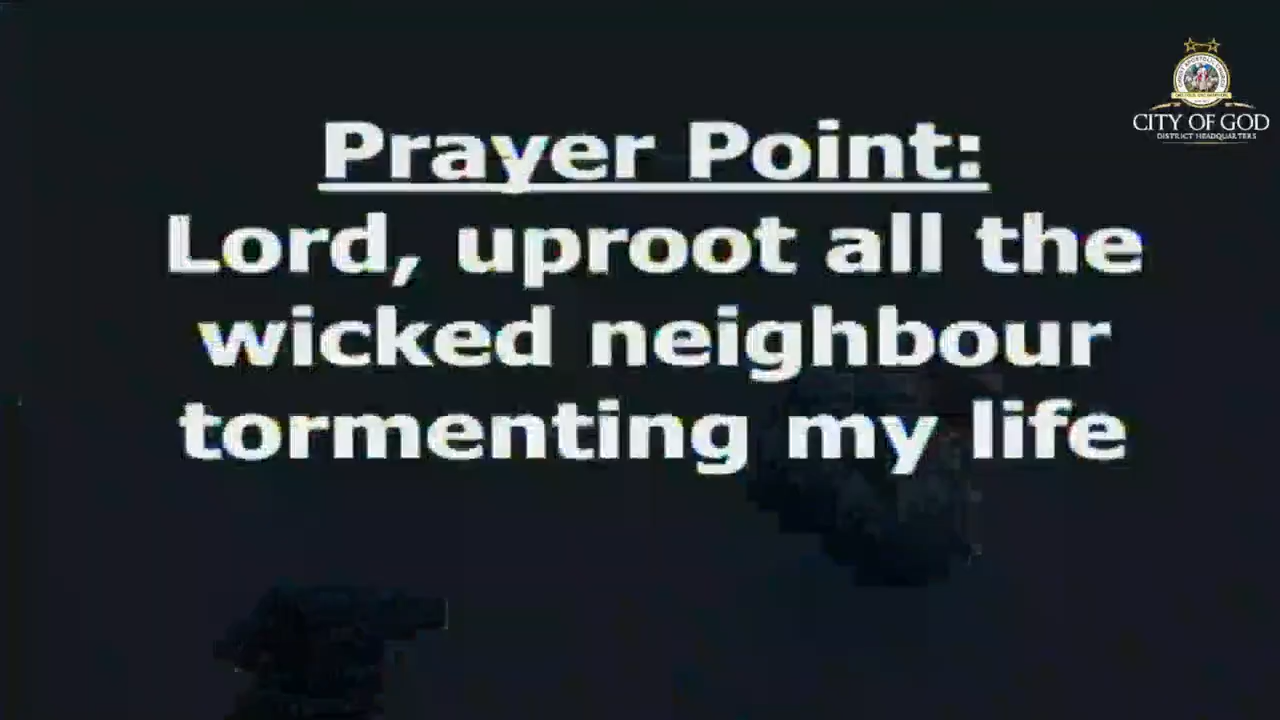 Prayer Point:
Lord, uproot all the
wicked neighbour
tormenting my life
CITY OF GOD
DISTRICT HEADQUARTERS